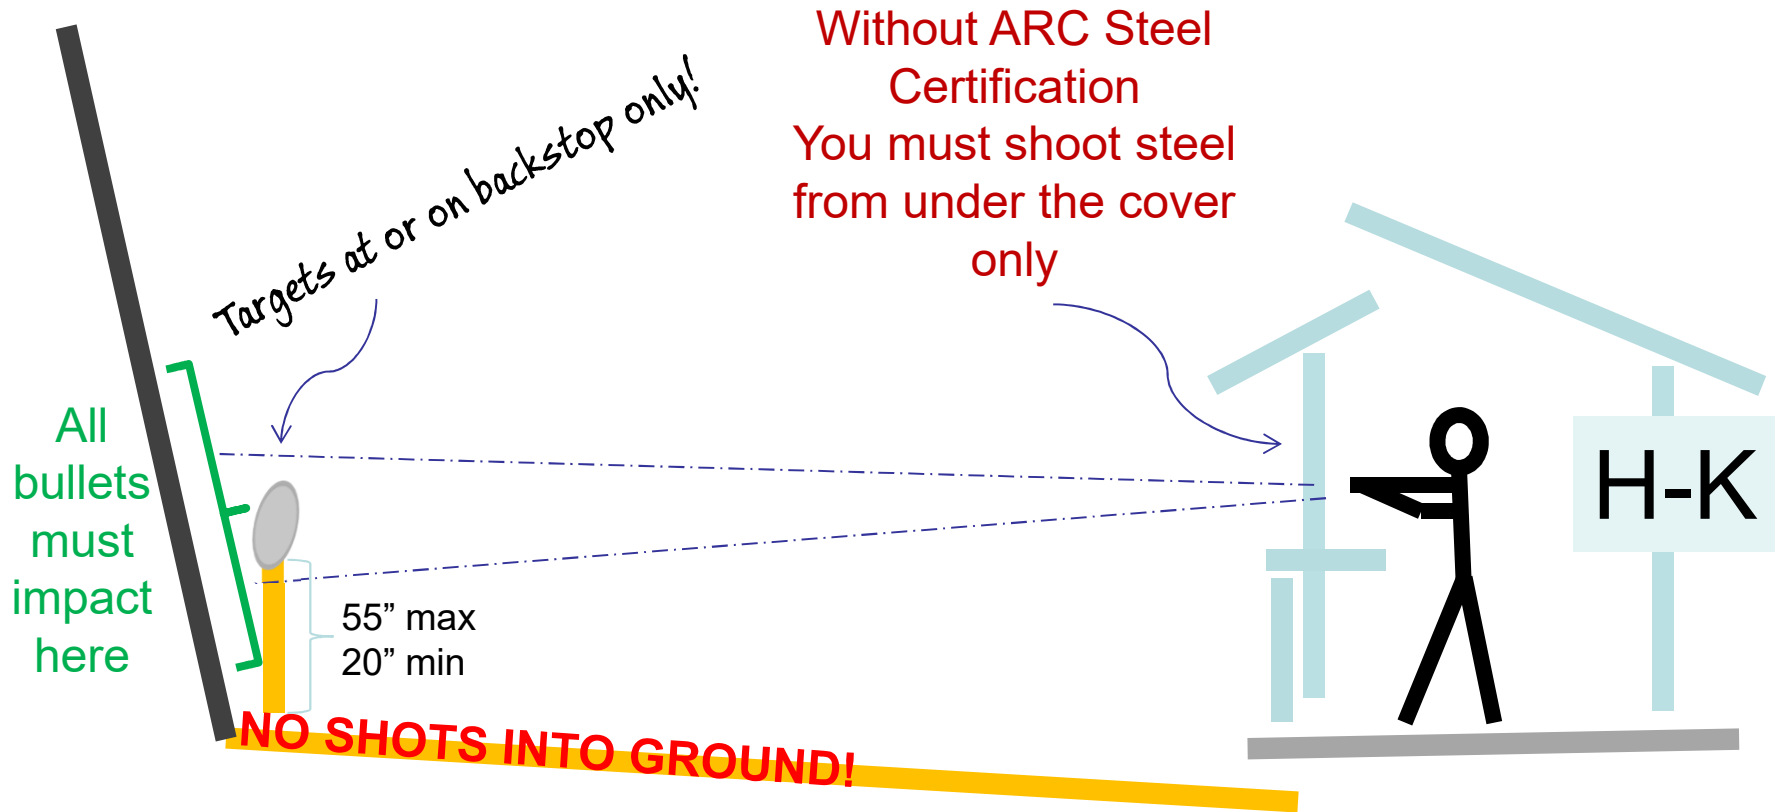 Without ARC Steel
Certification
You must shoot steel
from under the cover
only
Targets at or on backstop only!
All
bullets
must
impact
here
H-K
55” max
20” min
NO SHOTS INTO GROUND!